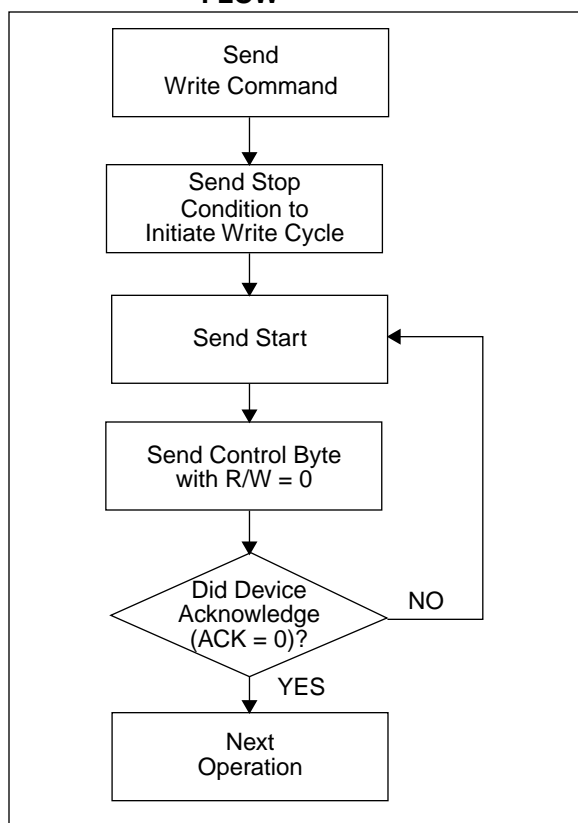 Send
Write Command
Send Stop
Condition to
Initiate Write Cycle
Send Start
Send Control Byte
with R/W = 0
Did Device
Acknowledge
(ACK = 0)?
NO
YES
Next
Operation